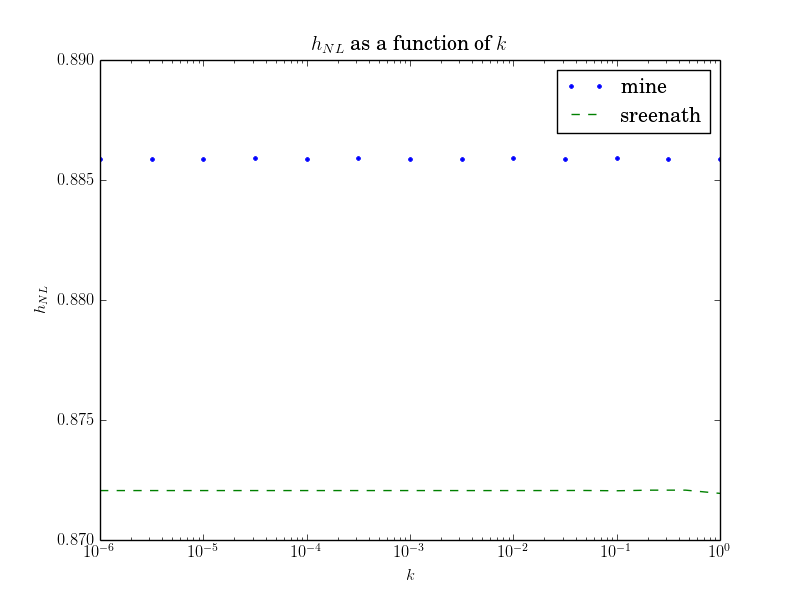 h_{NL} as a function of k
0.890
mine
sreenath
0.885
0.880
h_{NL}
0.875
0.870
10^{-6} 10^{-5} 10^{-4} 10^{-3} 10^{-2} 10^{-1} 10^{0}
k